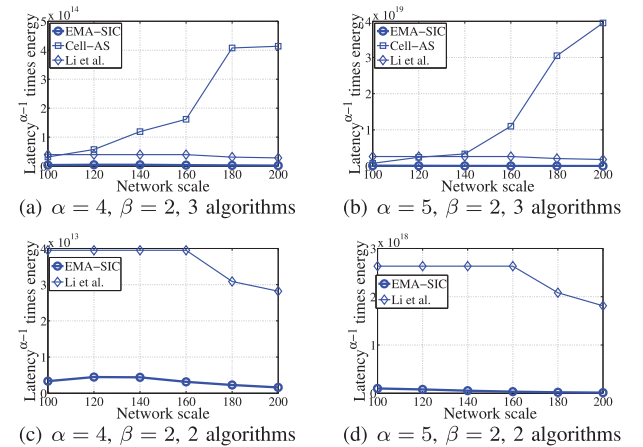 5 x 10^14
EMA−SIC
Cell−AS
Li et al.
4
3
2
1
0
Latency^α−1 times energy
100 120 140 160 180 200
Network scale
(a) α = 4, β = 2, 3 algorithms
4 x 10^19
EMA−SIC
Cell−AS
Li et al.
3
2
1
0
Latency^α−1 times energy
100 120 140 160 180 200
Network scale
(b) α = 5, β = 2, 3 algorithms
4 x 10^13
EMA−SIC
Li et al.
3
2
1
0
Latency^α−1 times energy
100 120 140 160 180 200
Network scale
(c) α = 4, β = 2, 2 algorithms
3 x 10^18
EMA−SIC
Li et al.
2
1
0
Latency^α−1 times energy
100 120 140 160 180 200
Network scale
(d) α = 5, β = 2, 2 algorithms